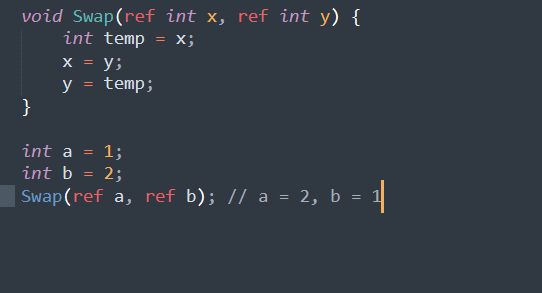 void Swap(ref int x, ref int y) {
    int temp = x;
    x = y;
    y = temp;
}

int a = 1;
int b = 2;
Swap(ref a, ref b); // a = 2, b = 1